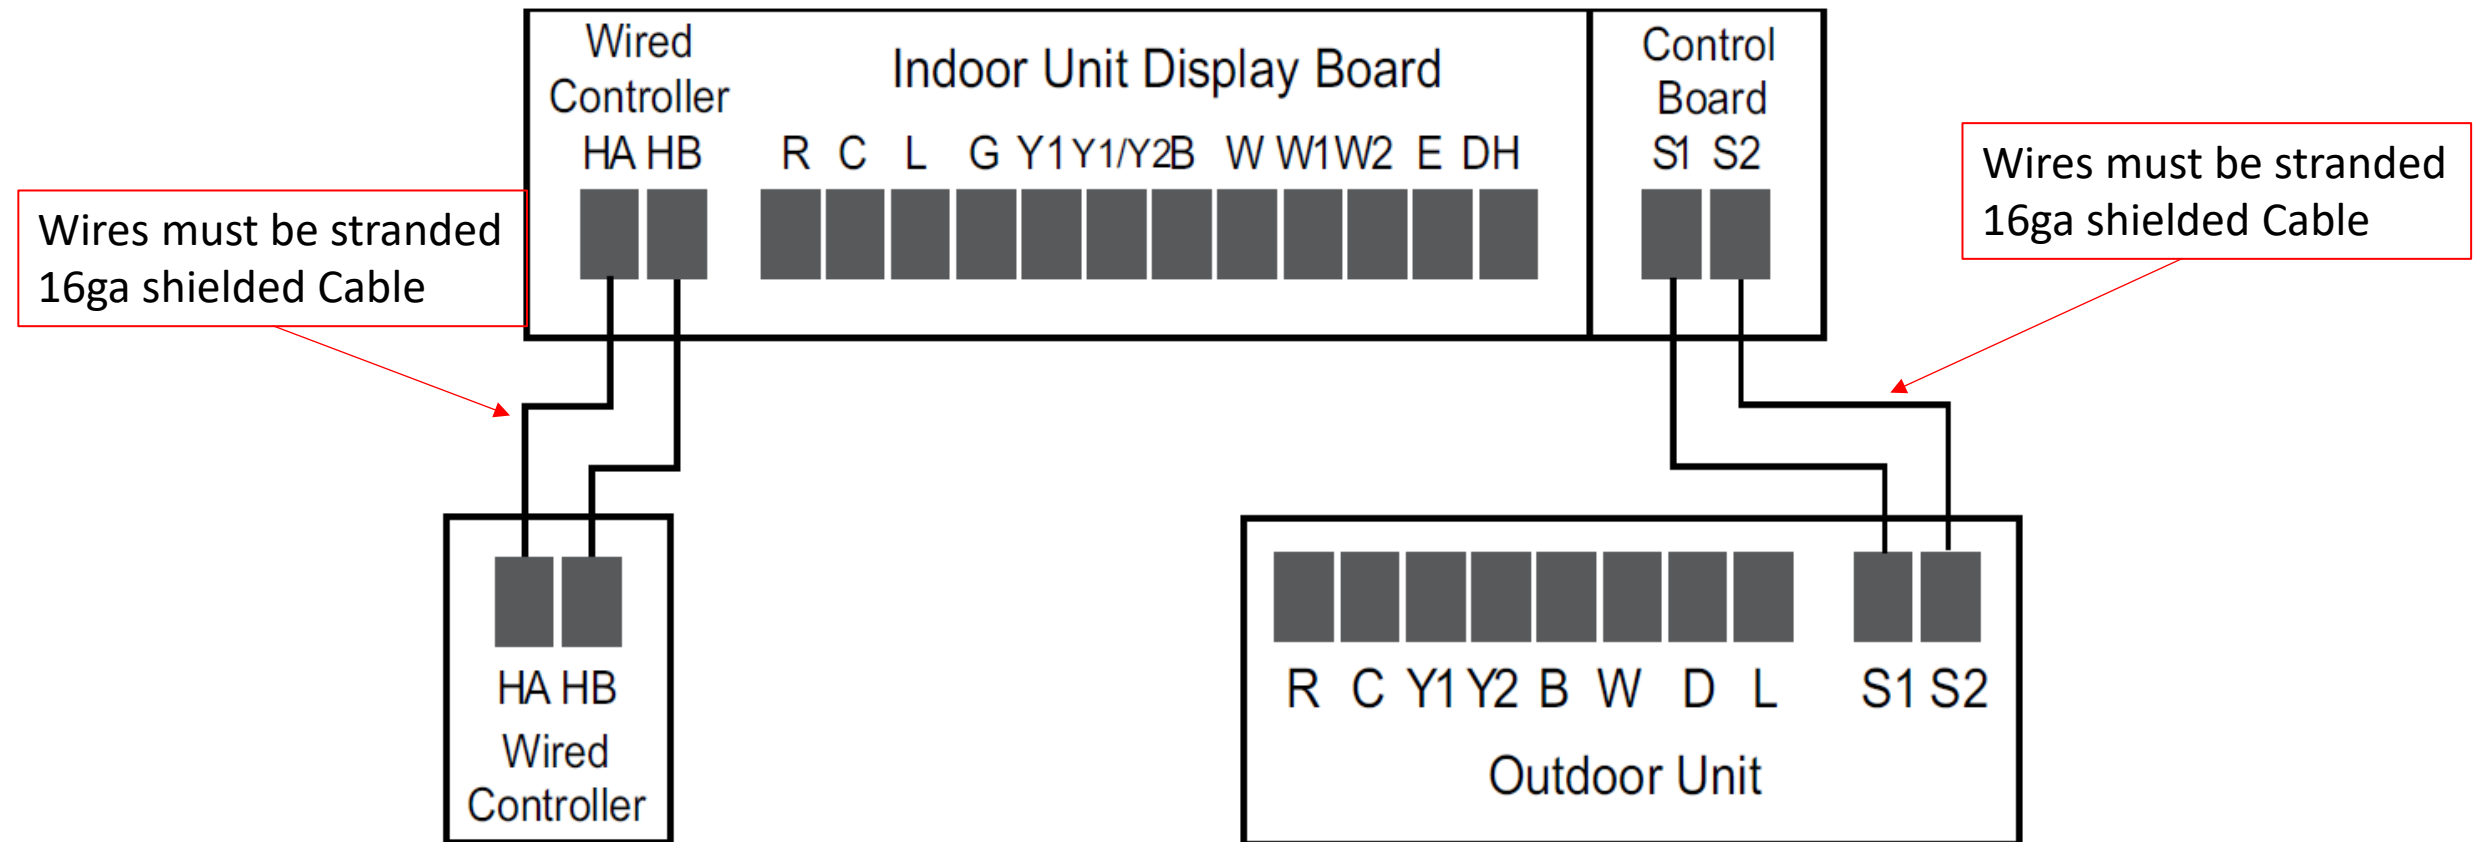 Wired
Controller
Indoor Unit Display Board
Control
Board
HA HB R C L G Y1 Y1/Y2 B W W1 W2 E DH S1 S2
Wires must be stranded
16ga shielded Cable
Wires must be stranded
16ga shielded Cable
HA HB
Wired
Controller
R C Y1 Y2 B W D L S1 S2
Outdoor Unit